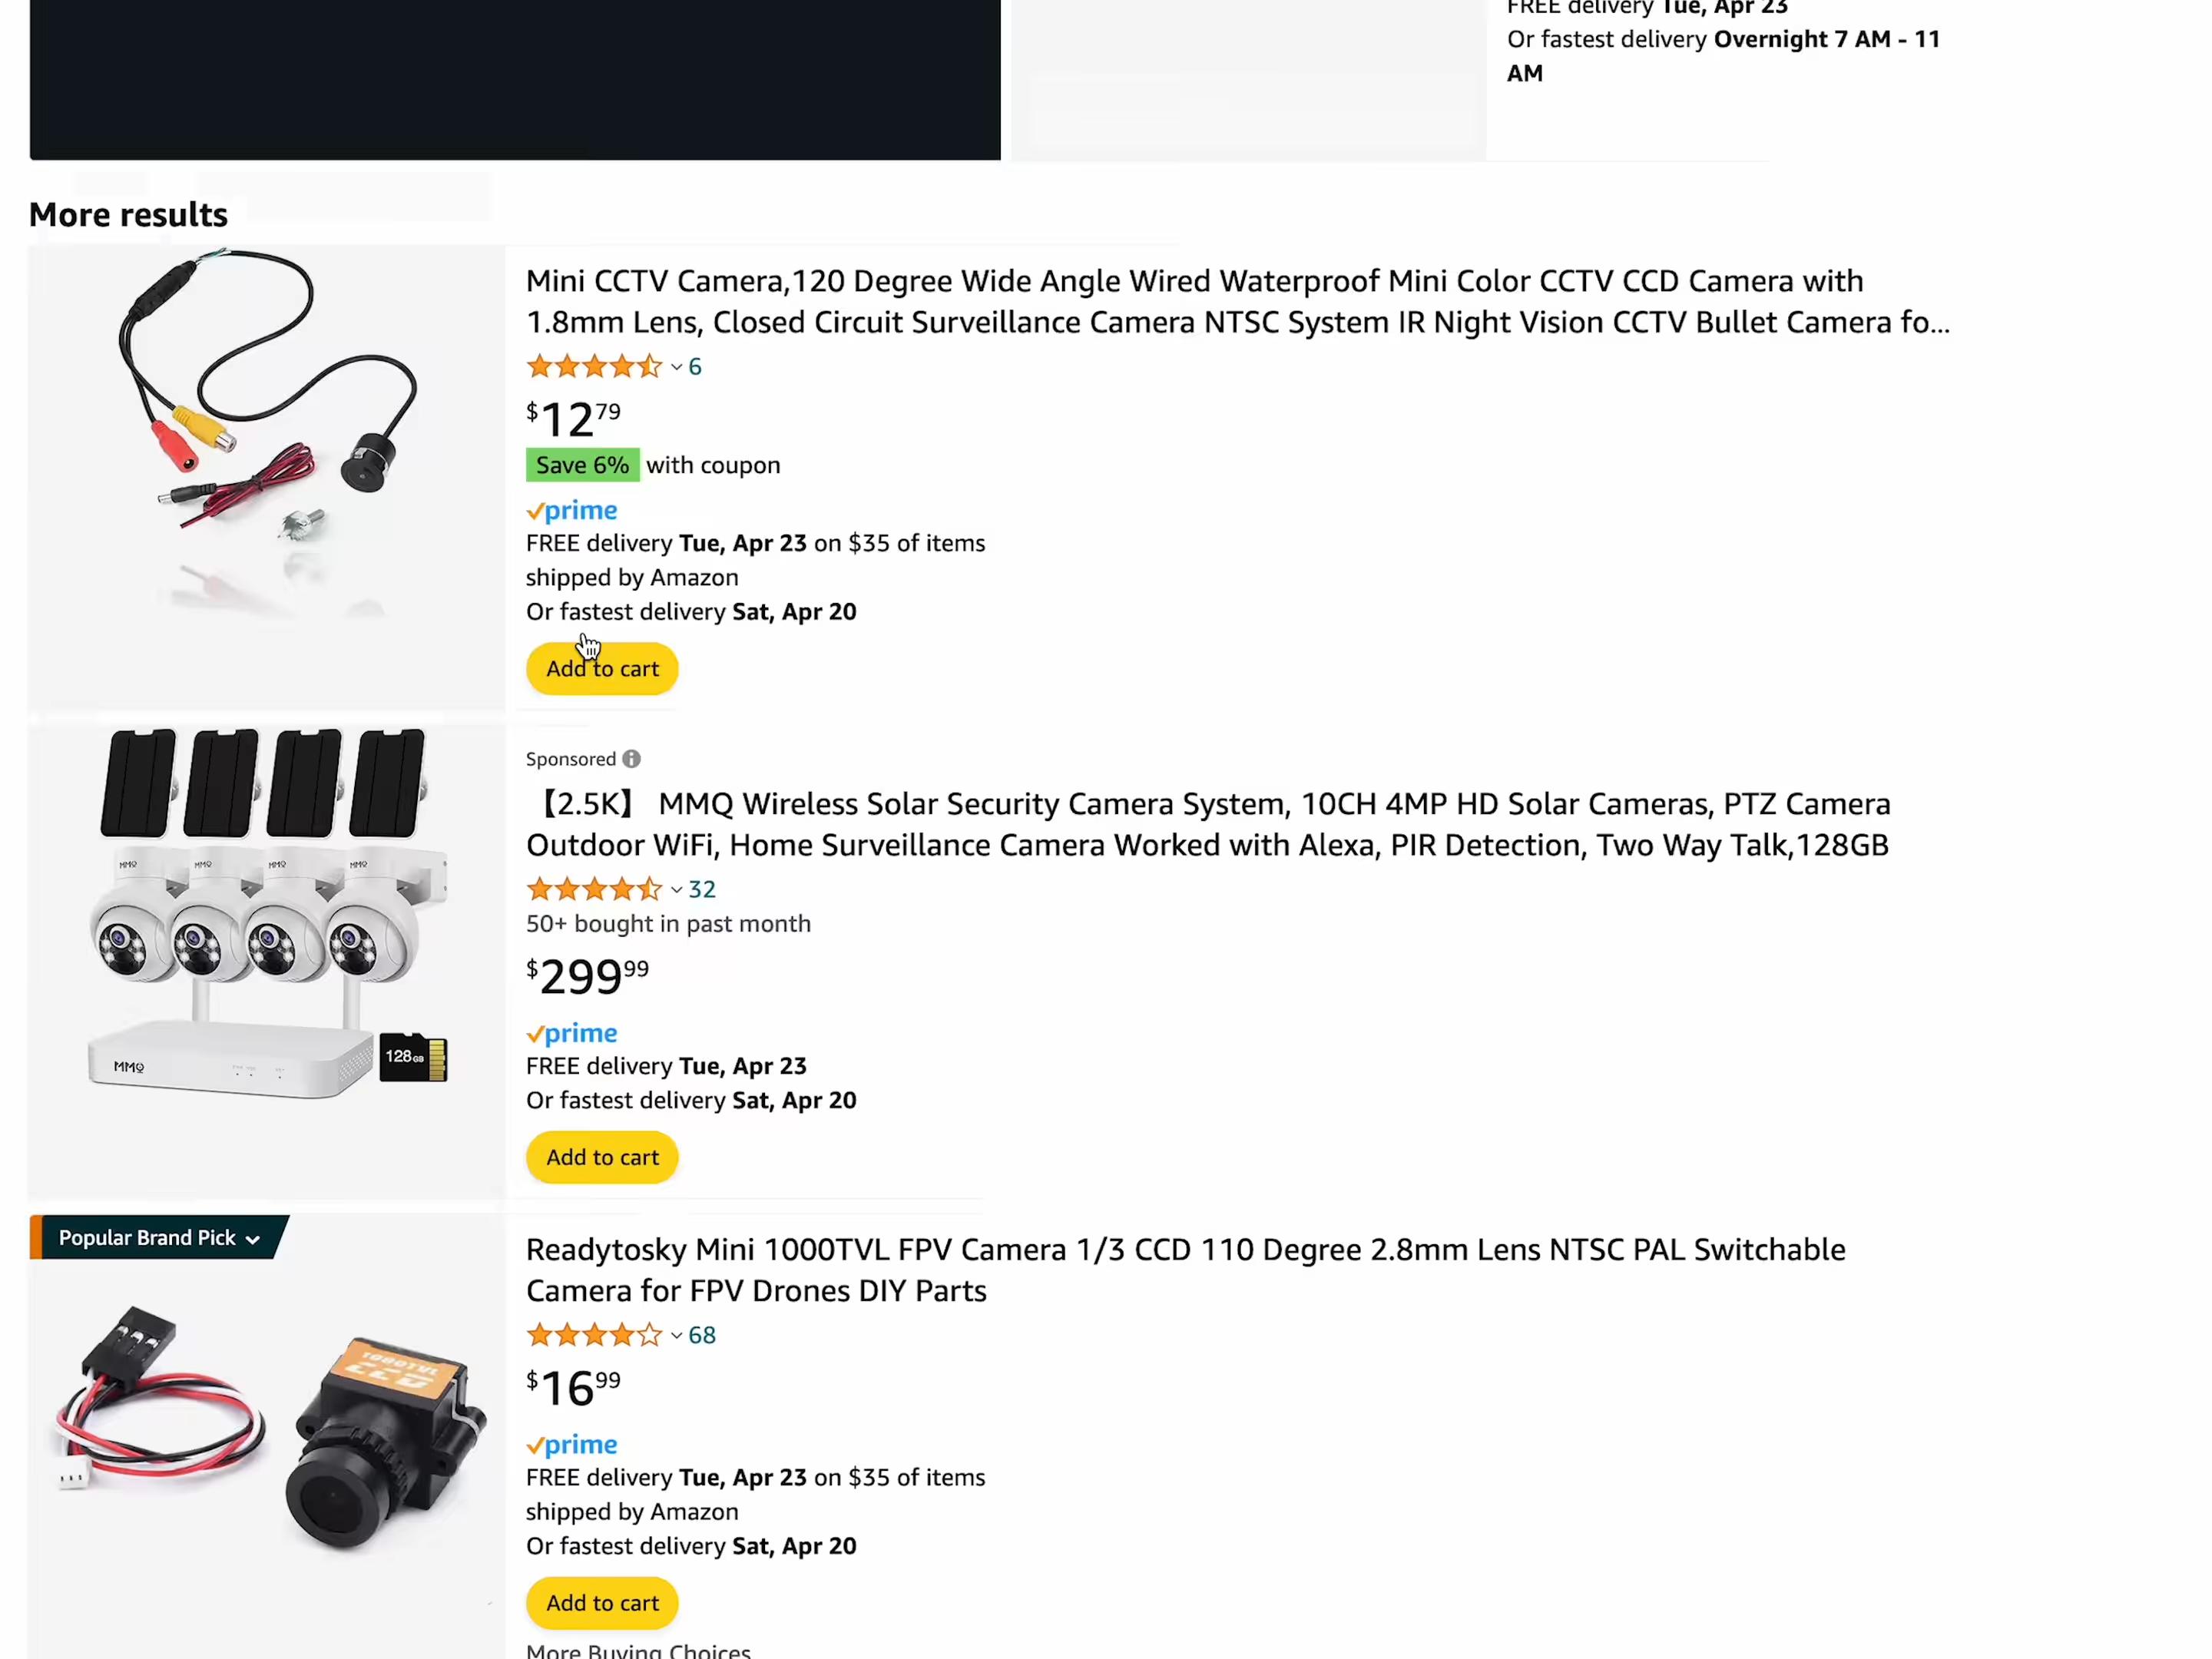 FREE delivery Tue, Apr 23
Or fastest delivery Overnight 7 AM - 11
AM
More results
Mini CCTV Camera,120 Degree Wide Angle Wired Waterproof Mini Color CCTV CCD Camera with
1.8mm Lens, Closed Circuit Surveillance Camera NTSC System IR Night Vision CCTV Bullet Camera fo...
6
$12.79
Save 6% with coupon
prime
FREE delivery Tue, Apr 23 on $35 of items
shipped by Amazon
Or fastest delivery Sat, Apr 20
Add to cart
Sponsored
【2.5K】 MMQ Wireless Solar Security Camera System, 10CH 4MP HD Solar Cameras, PTZ Camera
Outdoor WiFi, Home Surveillance Camera Worked with Alexa, PIR Detection, Two Way Talk,128GB
32
50+ bought in past month
$299.99
prime
FREE delivery Tue, Apr 23
Or fastest delivery Sat, Apr 20
Add to cart
MMQ MMQ MMQ MMQ
128GB
MMQ
Popular Brand Pick
Readytosky Mini 1000TVL FPV Camera 1/3 CCD 110 Degree 2.8mm Lens NTSC PAL Switchable
Camera for FPV Drones DIY Parts
68
$16.99
prime
FREE delivery Tue, Apr 23 on $35 of items
shipped by Amazon
Or fastest delivery Sat, Apr 20
Add to cart
More Buying Choices
1000TVL
CCD